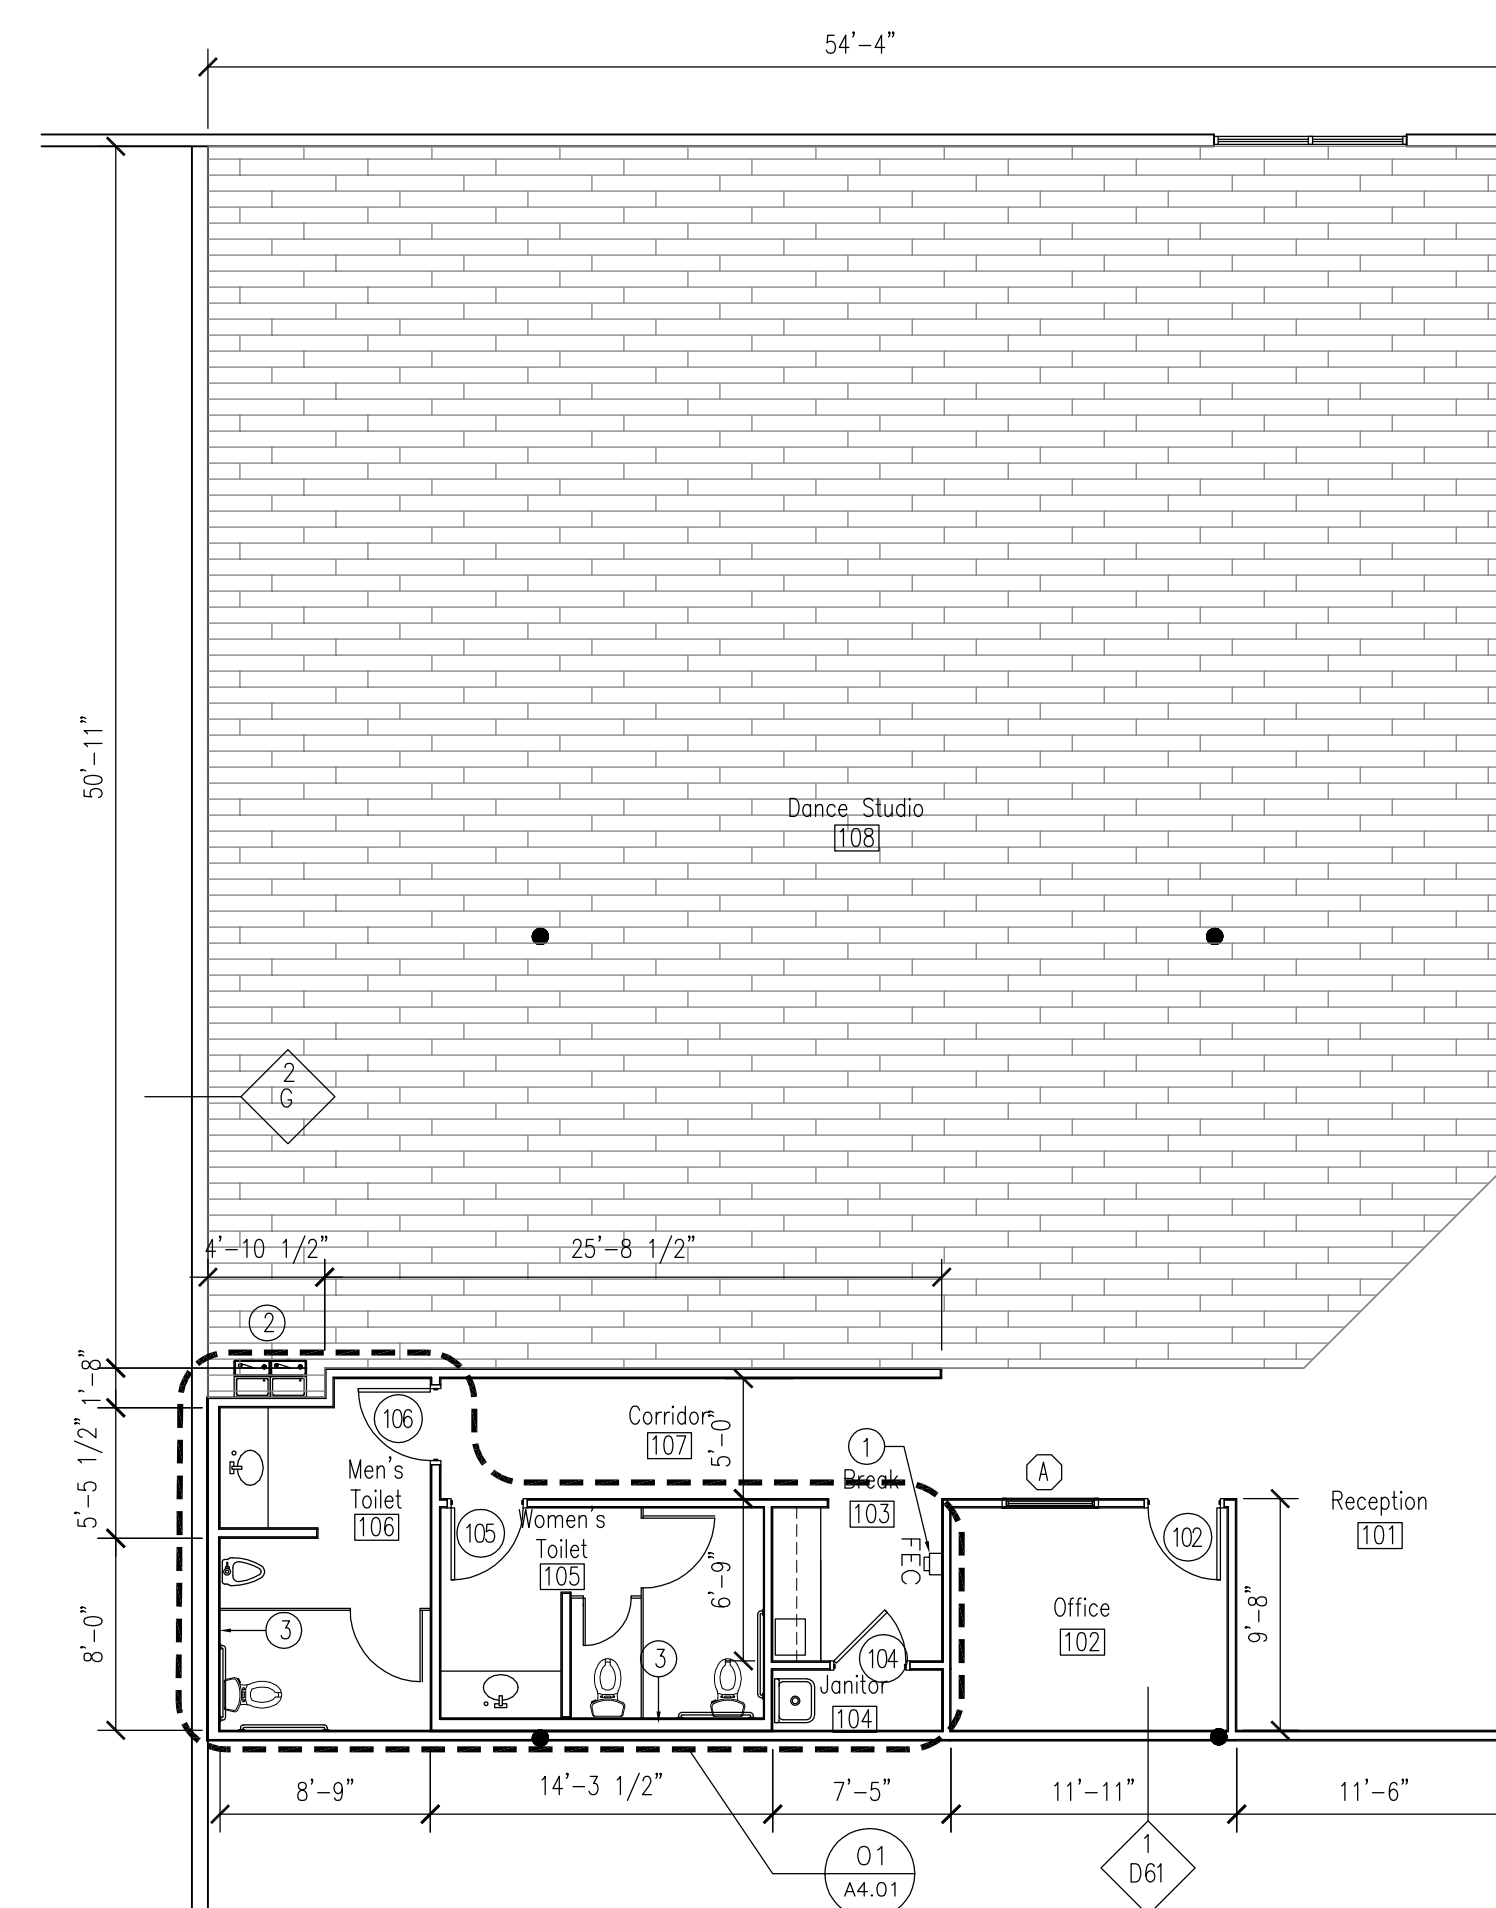 54'-4"
50'-11"
Dance Studio
108
2
G
4'-10 1/2"
25'-8 1/2"
2
1'-8"
5'-5 1/2"
8'-0"
106
Corridor
107
5'-0"
1
Break
103
A
Reception
101
Men's
Toilet
106
105
Women's
Toilet
105
6'-9"
FEC
102
Office
102
9'-8"
3
3
104
Janitor
104
8'-9"
14'-3 1/2"
7'-5"
11'-11"
11'-6"
01
A4.01
1
D61